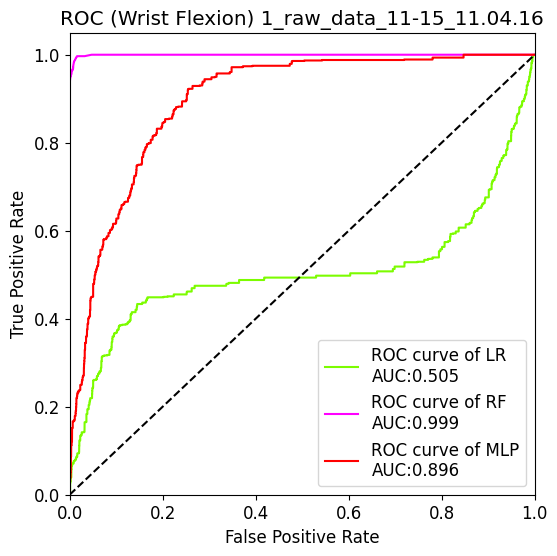 ROC (Wrist Flexion) 1_raw_data_11-15_11.04.16
True Positive Rate
1.0
0.8
0.6
0.4
0.2
0.0
ROC curve of LR
AUC:0.505
ROC curve of RF
AUC:0.999
ROC curve of MLP
AUC:0.896
0.0 0.2 0.4 0.6 0.8 1.0
False Positive Rate